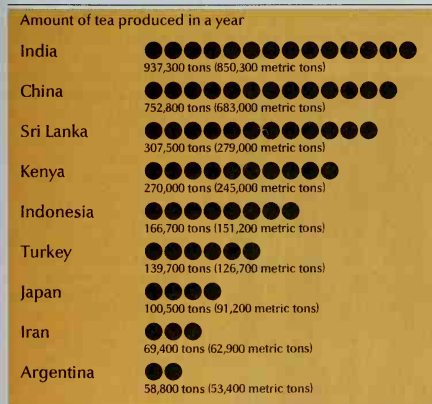 Amount of tea produced in a year
India
937,300 tons (850,300 metric tons)
China
752,800 tons (683,000 metric tons)
Sri Lanka
307,500 tons (279,000 metric tons)
Kenya
270,000 tons (245,000 metric tons)
Indonesia
166,700 tons (151,200 metric tons)
Turkey
139,700 tons (126,700 metric tons)
Japan
100,500 tons (91,200 metric tons)
Iran
69,400 tons (62,900 metric tons)
Argentina
58,800 tons (53,400 metric tons)